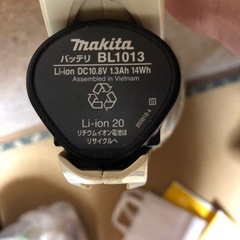 makita
バッテリ BL1013
Li-ion DC10.8V 1.3Ah 14Wh
Assembled in Vietnam
Li-ion 20
リチウムイオン電池は
リサイクルへ